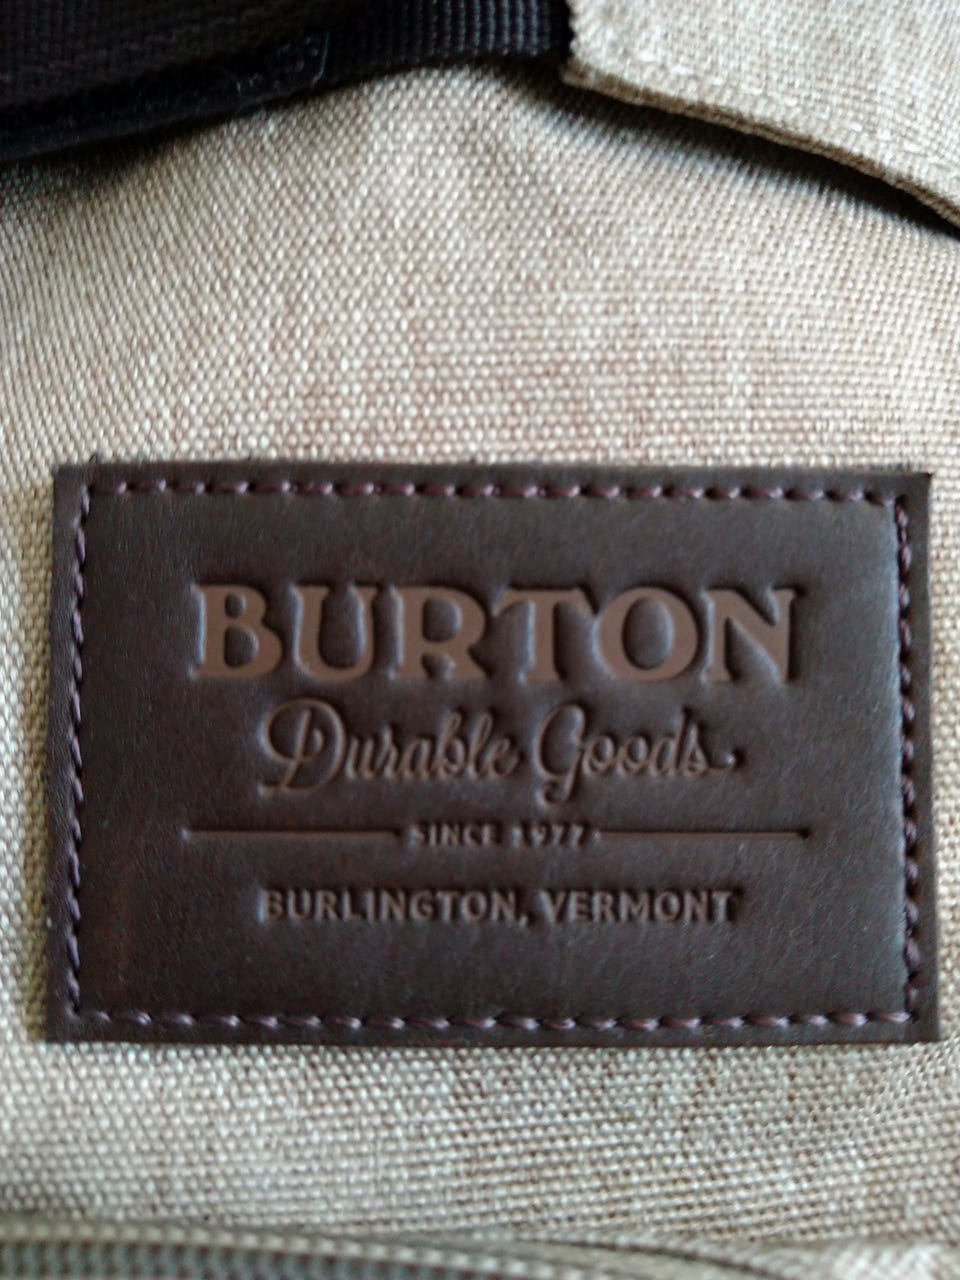 BURTON
Durable Goods
SINCE 1977
BURLINGTON, VERMONT